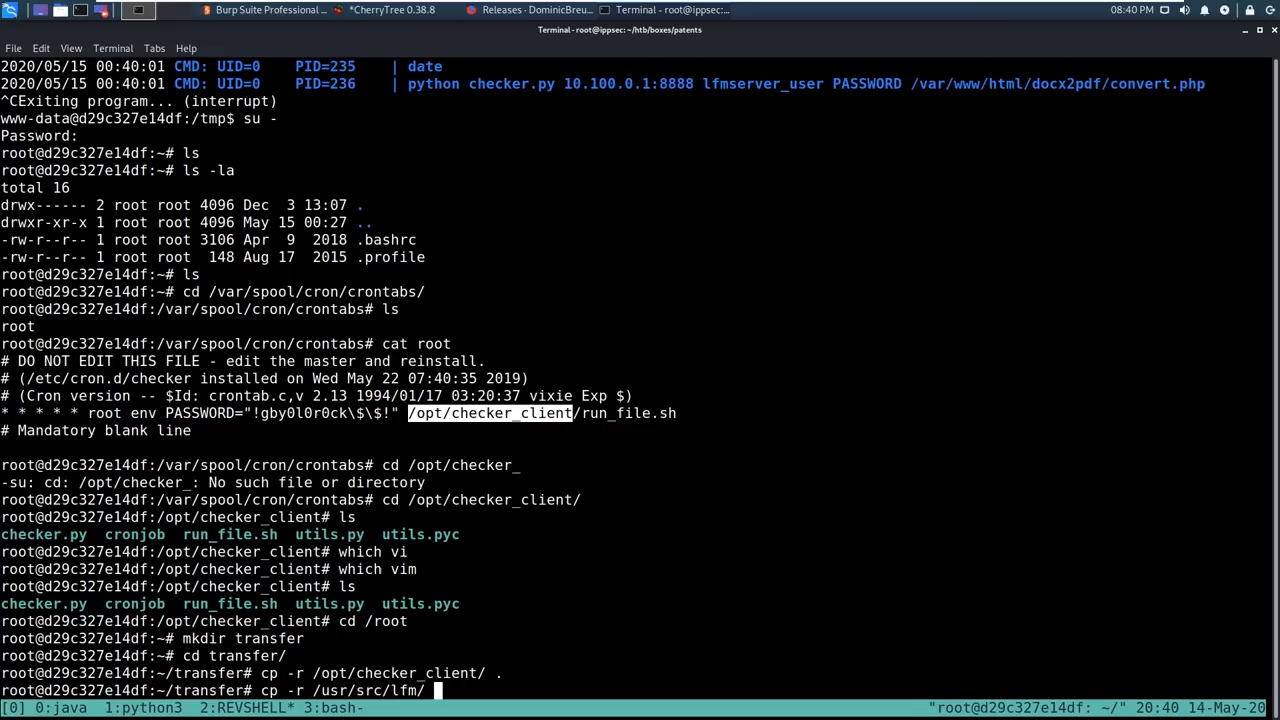 Burp Suite Professional ...
*CherryTree 0.38.8
Releases - DominicBreu...
Terminal - root@ippsec:...
08:40 PM
Terminal - root@ippsec:~/htb/boxes/patents
File Edit View Terminal Tabs Help
2020/05/15 00:40:01 CMD: UID=0    PID=235    | date
2020/05/15 00:40:01 CMD: UID=0    PID=236    | python checker.py 10.100.0.1:8888 lfmserver_user PASSWORD /var/www/html/docx2pdf/convert.php
^CExiting program... (interrupt)
www-data@d29c327e14df:/tmp$ su -
Password:
root@d29c327e14df:~# ls
root@d29c327e14df:~# ls -la
total 16
drwx------ 2 root root 4096 Dec  3 13:07 .
drwxr-xr-x 1 root root 4096 May 15 00:27 ..
-rw-r--r-- 1 root root 3106 Apr  9  2018 .bashrc
-rw-r--r-- 1 root root  148 Aug 17  2015 .profile
root@d29c327e14df:~# ls
root@d29c327e14df:~# cd /var/spool/cron/crontabs/
root@d29c327e14df:/var/spool/cron/crontabs# ls
root
root@d29c327e14df:/var/spool/cron/crontabs# cat root
# DO NOT EDIT THIS FILE - edit the master and reinstall.
# (/etc/cron.d/checker installed on Wed May 22 07:40:35 2019)
# (Cron version -- $Id: crontab.c,v 2.13 1994/01/17 03:20:37 vixie Exp $)
* * * * * root env PASSWORD="!gby0l0r0ck\$\$!" /opt/checker_client/run_file.sh
# Mandatory blank line
root@d29c327e14df:/var/spool/cron/crontabs# cd /opt/checker_
-su: cd: /opt/checker_: No such file or directory
root@d29c327e14df:/var/spool/cron/crontabs# cd /opt/checker_client/
root@d29c327e14df:/opt/checker_client# ls
checker.py  cronjob  run_file.sh  utils.py  utils.pyc
root@d29c327e14df:/opt/checker_client# which vi
root@d29c327e14df:/opt/checker_client# which vim
root@d29c327e14df:/opt/checker_client# ls
checker.py  cronjob  run_file.sh  utils.py  utils.pyc
root@d29c327e14df:/opt/checker_client# cd /root
root@d29c327e14df:~# mkdir transfer
root@d29c327e14df:~# cd transfer/
root@d29c327e14df:~/transfer# cp -r /opt/checker_client/ .
root@d29c327e14df:~/transfer# cp -r /usr/src/lfm/
[0] 0:java  1:python3  2:REVSHELL* 3:bash-    "root@d29c327e14df: ~/" 20:40 14-May-20